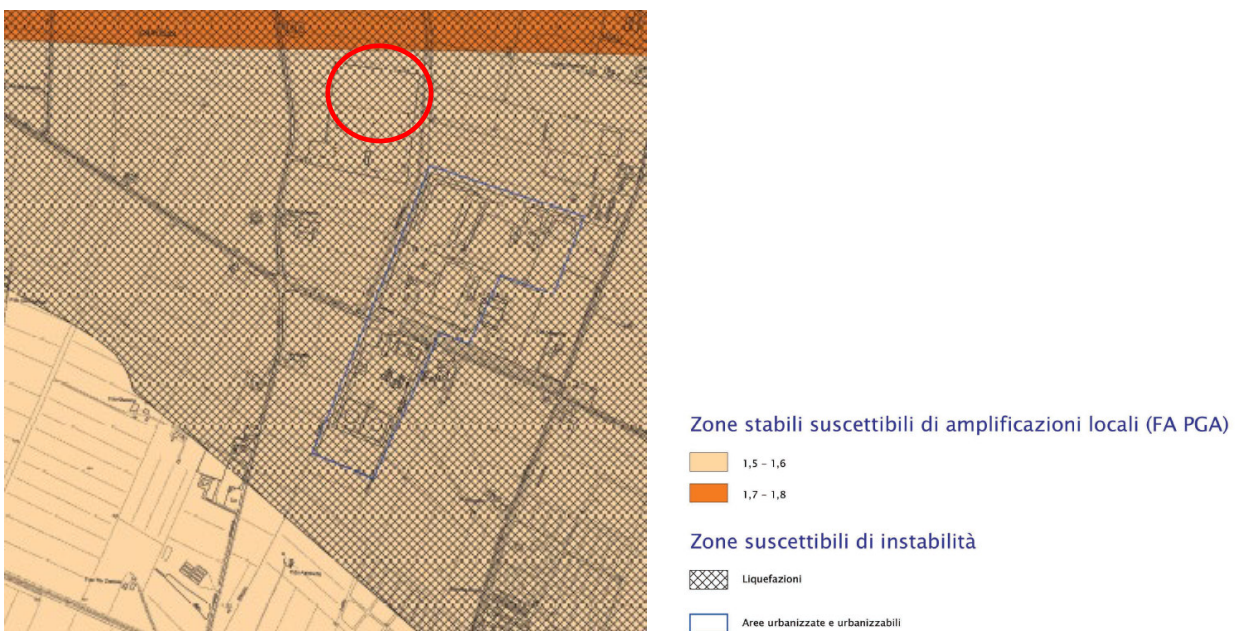 Zone stabili suscettibili di amplificazioni locali (FA PGA)
1,5 - 1,6
1,7 - 1,8
Zone suscettibili di instabilità
Liquefazioni
Aree urbanizzate e urbanizzabili